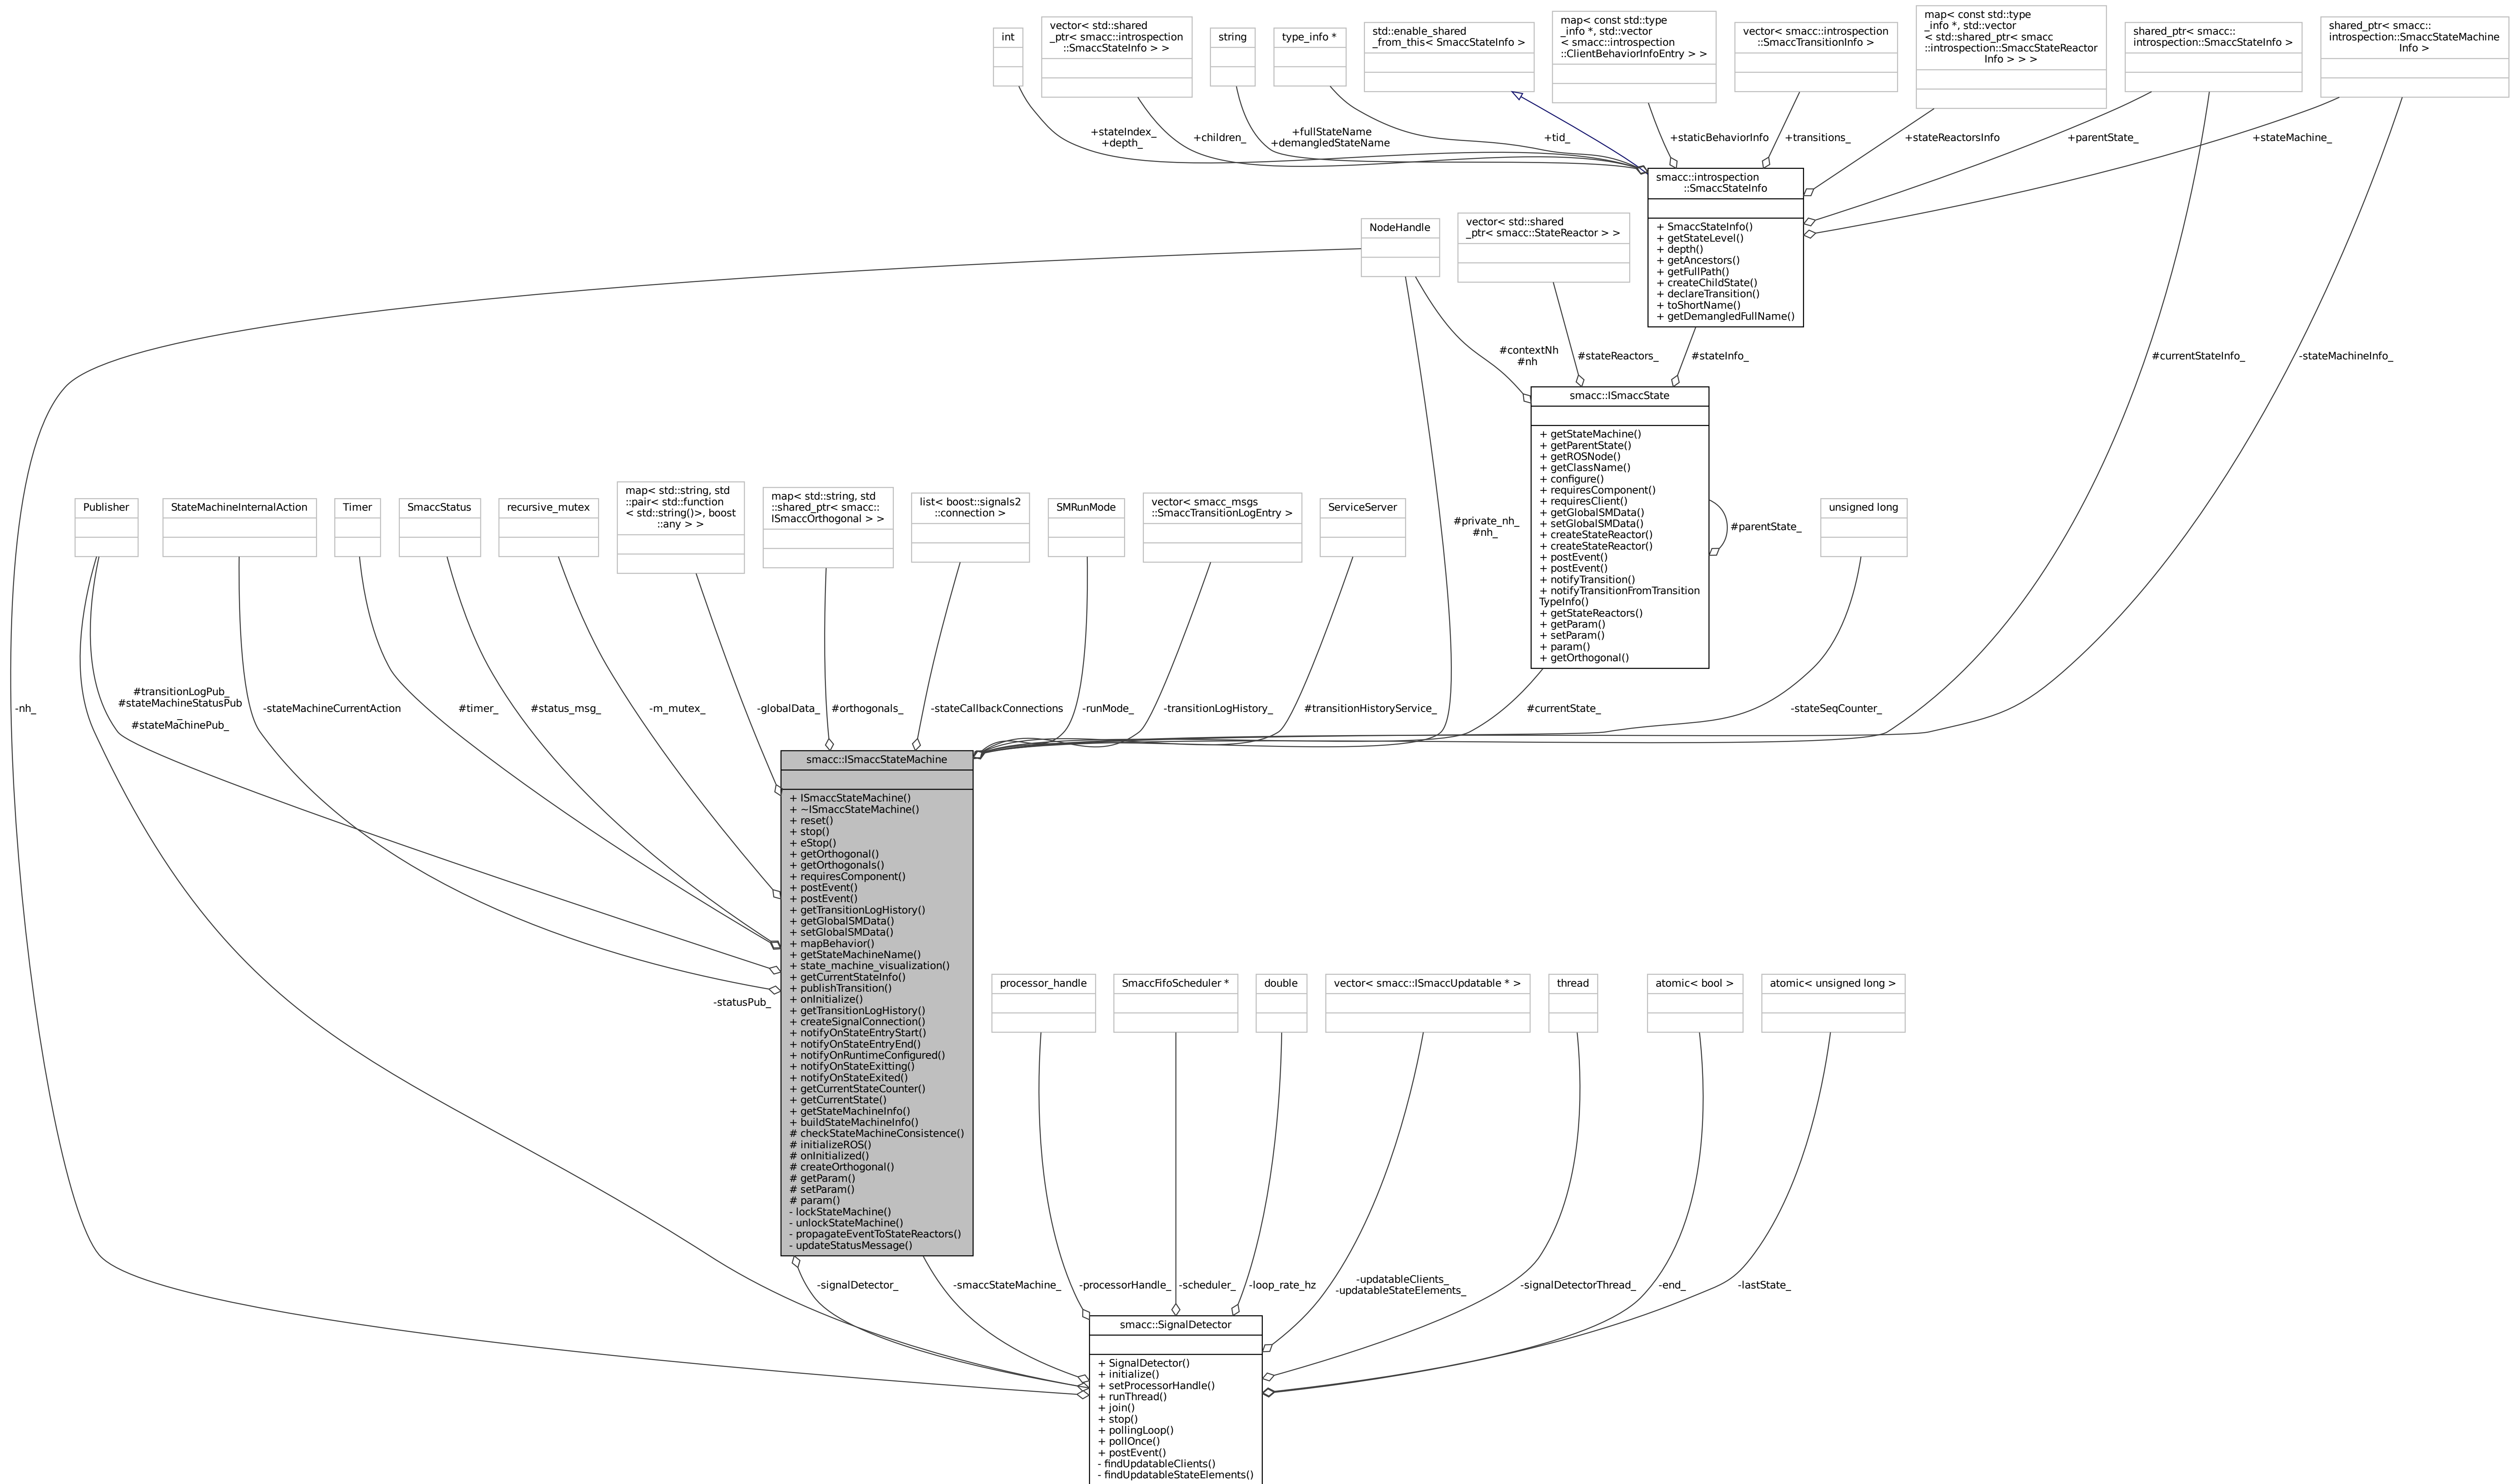 int
vector< std::shared
_ptr< smacc::introspection
::SmaccStateInfo > >
string
type_info *
std::enable_shared
_from_this< SmaccStateInfo >
map< const std::type
_info *, std::vector
< smacc::introspection
::ClientBehaviorInfoEntry > >
vector< smacc::introspection
::SmaccTransitionInfo >
map< const std::type
_info *, std::vector
< std::shared_ptr< smacc
::introspection::SmaccStateReactor
Info > > >
shared_ptr< smacc::
introspection::SmaccStateInfo >
shared_ptr< smacc::
introspection::SmaccStateMachine
Info >
+stateIndex_
+depth_
+children_
+fullStateName
+demangledStateName
+tid_
+staticBehaviorInfo
+transitions_
+stateReactorsInfo
+parentState_
+stateMachine_
smacc::introspection
::SmaccStateInfo
+ SmaccStateInfo()
+ getStateLevel()
+ depth()
+ getAncestors()
+ getFullPath()
+ createChildState()
+ declareTransition()
+ toShortName()
+ getDemangledFullName()
NodeHandle
vector< std::shared
_ptr< smacc::StateReactor > >
#contextNh
#nh
#stateReactors_
#stateInfo_
#currentStateInfo_
-stateMachineInfo_
smacc::ISmaccState
+ getStateMachine()
+ getParentState()
+ getROSNode()
+ getClassName()
+ configure()
+ requiresComponent()
+ requiresClient()
+ getGlobalSMData()
+ setGlobalSMData()
+ createStateReactor()
+ createStateReactor()
+ postEvent()
+ postEvent()
+ notifyTransition()
+ notifyTransitionFromTransition
TypeInfo()
+ getStateReactors()
+ getParam()
+ setParam()
+ param()
+ getOrthogonal()
#parentState_
Publisher
StateMachineInternalAction
Timer
SmaccStatus
recursive_mutex
map< std::string, std
::pair< std::function
< std::string()>, boost
::any > >
map< std::string, std
::shared_ptr< smacc::
ISmaccOrthogonal > >
list< boost::signals2
::connection >
SMRunMode
vector< smacc_msgs
::SmaccTransitionLogEntry >
ServiceServer
#private_nh_
#nh_
unsigned long
-nh_
#transitionLogPub_
#stateMachineStatusPub
_
#stateMachinePub_
-stateMachineCurrentAction
#timer_
#status_msg_
-m_mutex_
-globalData_
#orthogonals_
-stateCallbackConnections
-runMode_
-transitionLogHistory_
#transitionHistoryService_
#currentState_
-stateSeqCounter_
smacc::ISmaccStateMachine
+ ISmaccStateMachine()
+ ~ISmaccStateMachine()
+ reset()
+ stop()
+ eStop()
+ getOrthogonal()
+ getOrthogonals()
+ requiresComponent()
+ postEvent()
+ postEvent()
+ getTransitionLogHistory()
+ getGlobalSMData()
+ setGlobalSMData()
+ mapBehavior()
+ getStateMachineName()
+ state_machine_visualization()
+ getCurrentStateInfo()
+ publishTransition()
+ onInitialize()
+ getTransitionLogHistory()
+ createSignalConnection()
+ notifyOnStateEntryStart()
+ notifyOnStateEntryEnd()
+ notifyOnRuntimeConfigured()
+ notifyOnStateExitting()
+ notifyOnStateExited()
+ getCurrentStateCounter()
+ getCurrentState()
+ getStateMachineInfo()
+ buildStateMachineInfo()
# checkStateMachineConsistence()
# initializeROS()
# onInitialized()
# createOrthogonal()
# getParam()
# setParam()
# param()
- lockStateMachine()
- unlockStateMachine()
- propagateEventToStateReactors()
- updateStatusMessage()
-statusPub_
processor_handle
SmaccFifoScheduler *
double
vector< smacc::ISmaccUpdatable * >
thread
atomic< bool >
atomic< unsigned long >
-signalDetector_
-smaccStateMachine_
-processorHandle_
-scheduler_
-loop_rate_hz
-updatableClients_
-updatableStateElements_
-signalDetectorThread_
-end_
-lastState_
smacc::SignalDetector
+ SignalDetector()
+ initialize()
+ setProcessorHandle()
+ runThread()
+ join()
+ stop()
+ pollingLoop()
+ pollOnce()
+ postEvent()
- findUpdatableClients()
- findUpdatableStateElements()